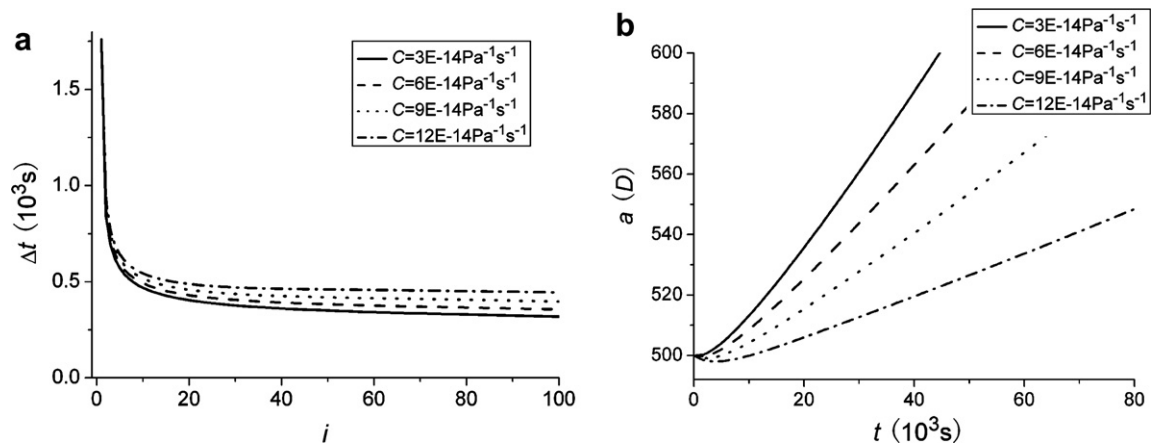 a
C=3E-14Pa⁻¹s⁻¹
C=6E-14Pa⁻¹s⁻¹
C=9E-14Pa⁻¹s⁻¹
C=12E-14Pa⁻¹s⁻¹
1.5
1.0
0.5
0.0
Δt (10³s)
0 20 40 60 80 100
i
b
C=3E-14Pa⁻¹s⁻¹
C=6E-14Pa⁻¹s⁻¹
C=9E-14Pa⁻¹s⁻¹
C=12E-14Pa⁻¹s⁻¹
600
580
560
540
520
500
a (D)
0 20 40 60 80
t (10³s)